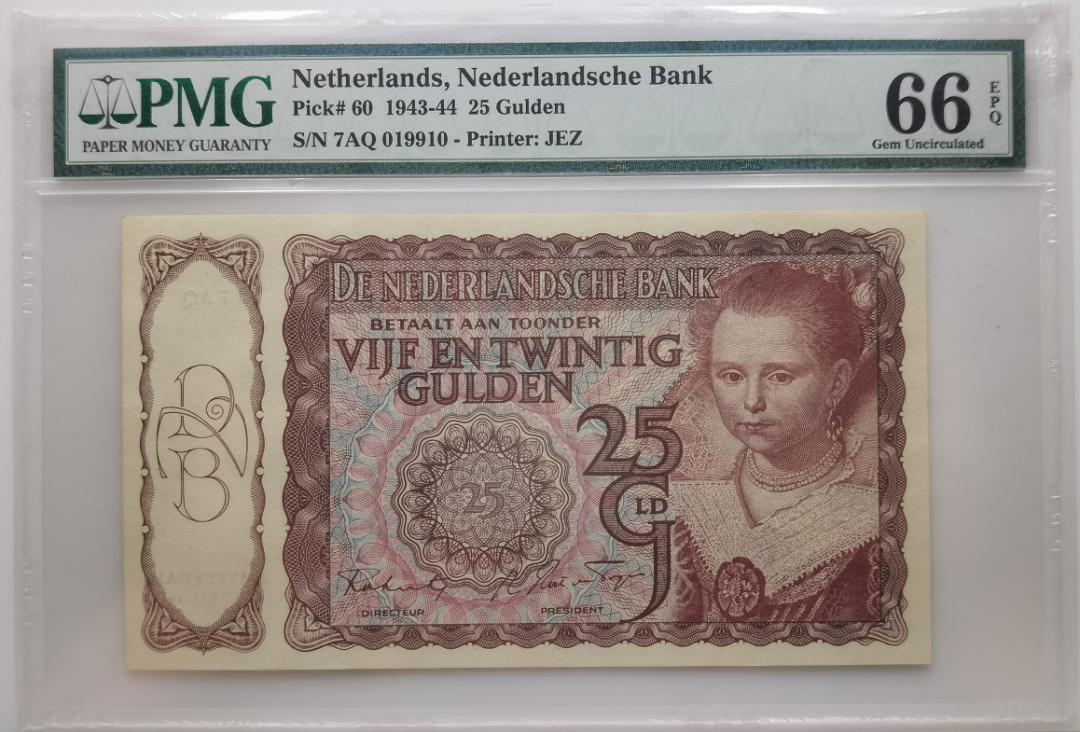 PMG
PAPER MONEY GUARANTY
Netherlands, Nederlandsche Bank
Pick# 60 1943-44 25 Gulden
S/N 7AQ 019910 - Printer: JEZ
66
EPQ
Gem Uncirculated
DE NEDERLANDSCHE BANK
BETAALT AAN TOONDER
VIJF EN TWINTIG
GULDEN
25
GLD
25
DNB
DIRECTEUR
PRESIDENT